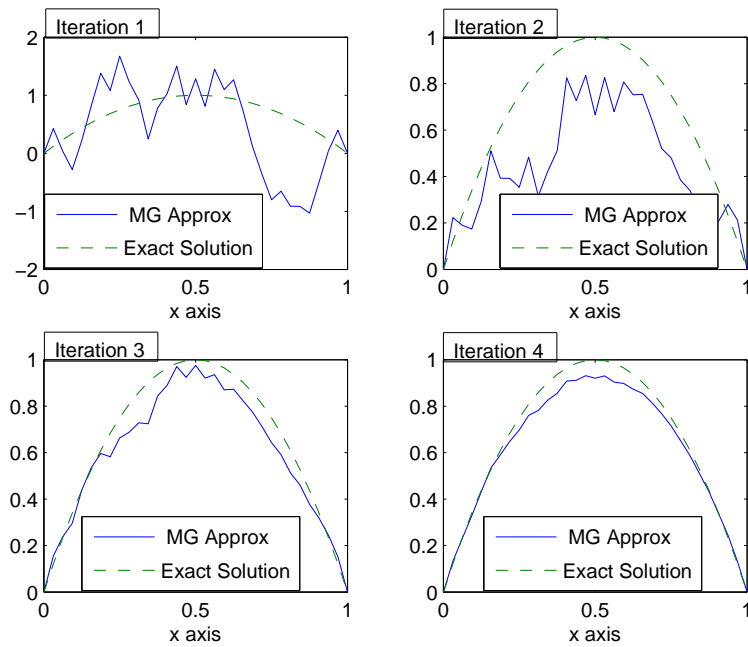 Iteration 1
2
1
0
−1
−2
MG Approx
Exact Solution
0
0.5
1
x axis
Iteration 2
1
0.8
0.6
0.4
0.2
0
MG Approx
Exact Solution
0
0.5
1
x axis
Iteration 3
1
0.8
0.6
0.4
0.2
0
MG Approx
Exact Solution
0
0.5
1
x axis
Iteration 4
1
0.8
0.6
0.4
0.2
0
MG Approx
Exact Solution
0
0.5
1
x axis